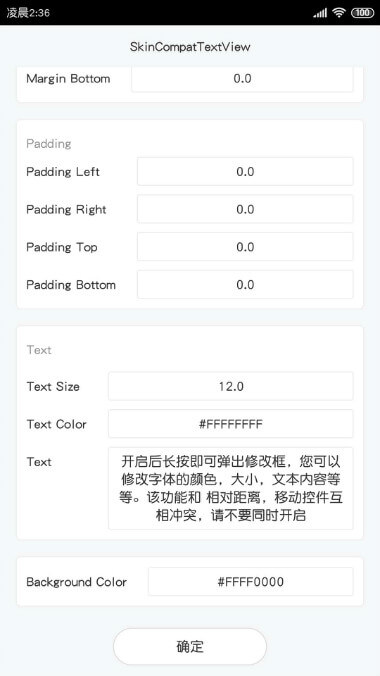 凌晨2:36
100
SkinCompatTextView
Margin Bottom 0.0
Padding
Padding Left 0.0
Padding Right 0.0
Padding Top 0.0
Padding Bottom 0.0
Text
Text Size 12.0
Text Color #FFFFFFFF
Text 开启后长按即可弹出修改框，您可以
修改字体的颜色，大小，文本内容等
等。该功能和 相对距离，移动控件互
相冲突，请不要同时开启
Background Color #FFFF0000
确定